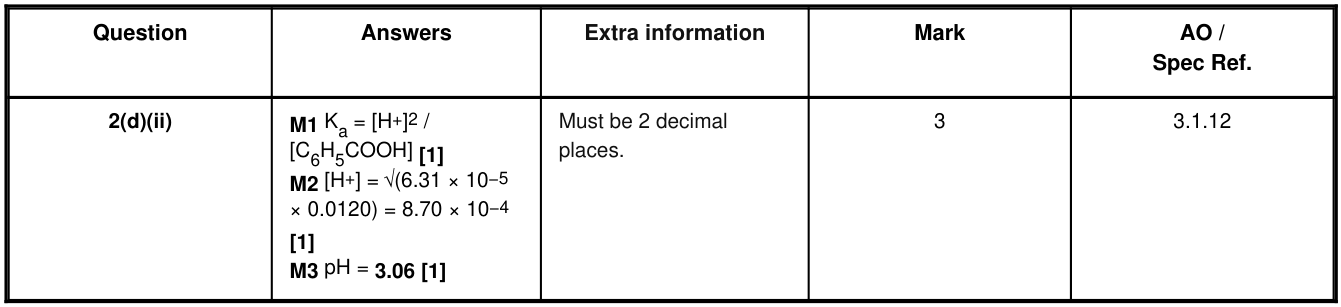 Question Answers Extra information Mark AO /
Spec Ref.
2(d)(ii) M1 Kₐ = [H⁺]² / Must be 2 decimal 3 3.1.12
[C₆H₅COOH] [1] places.
M2 [H⁺] = √(6.31 × 10⁻⁵
× 0.0120) = 8.70 × 10⁻⁴
[1]
M3 pH = 3.06 [1]